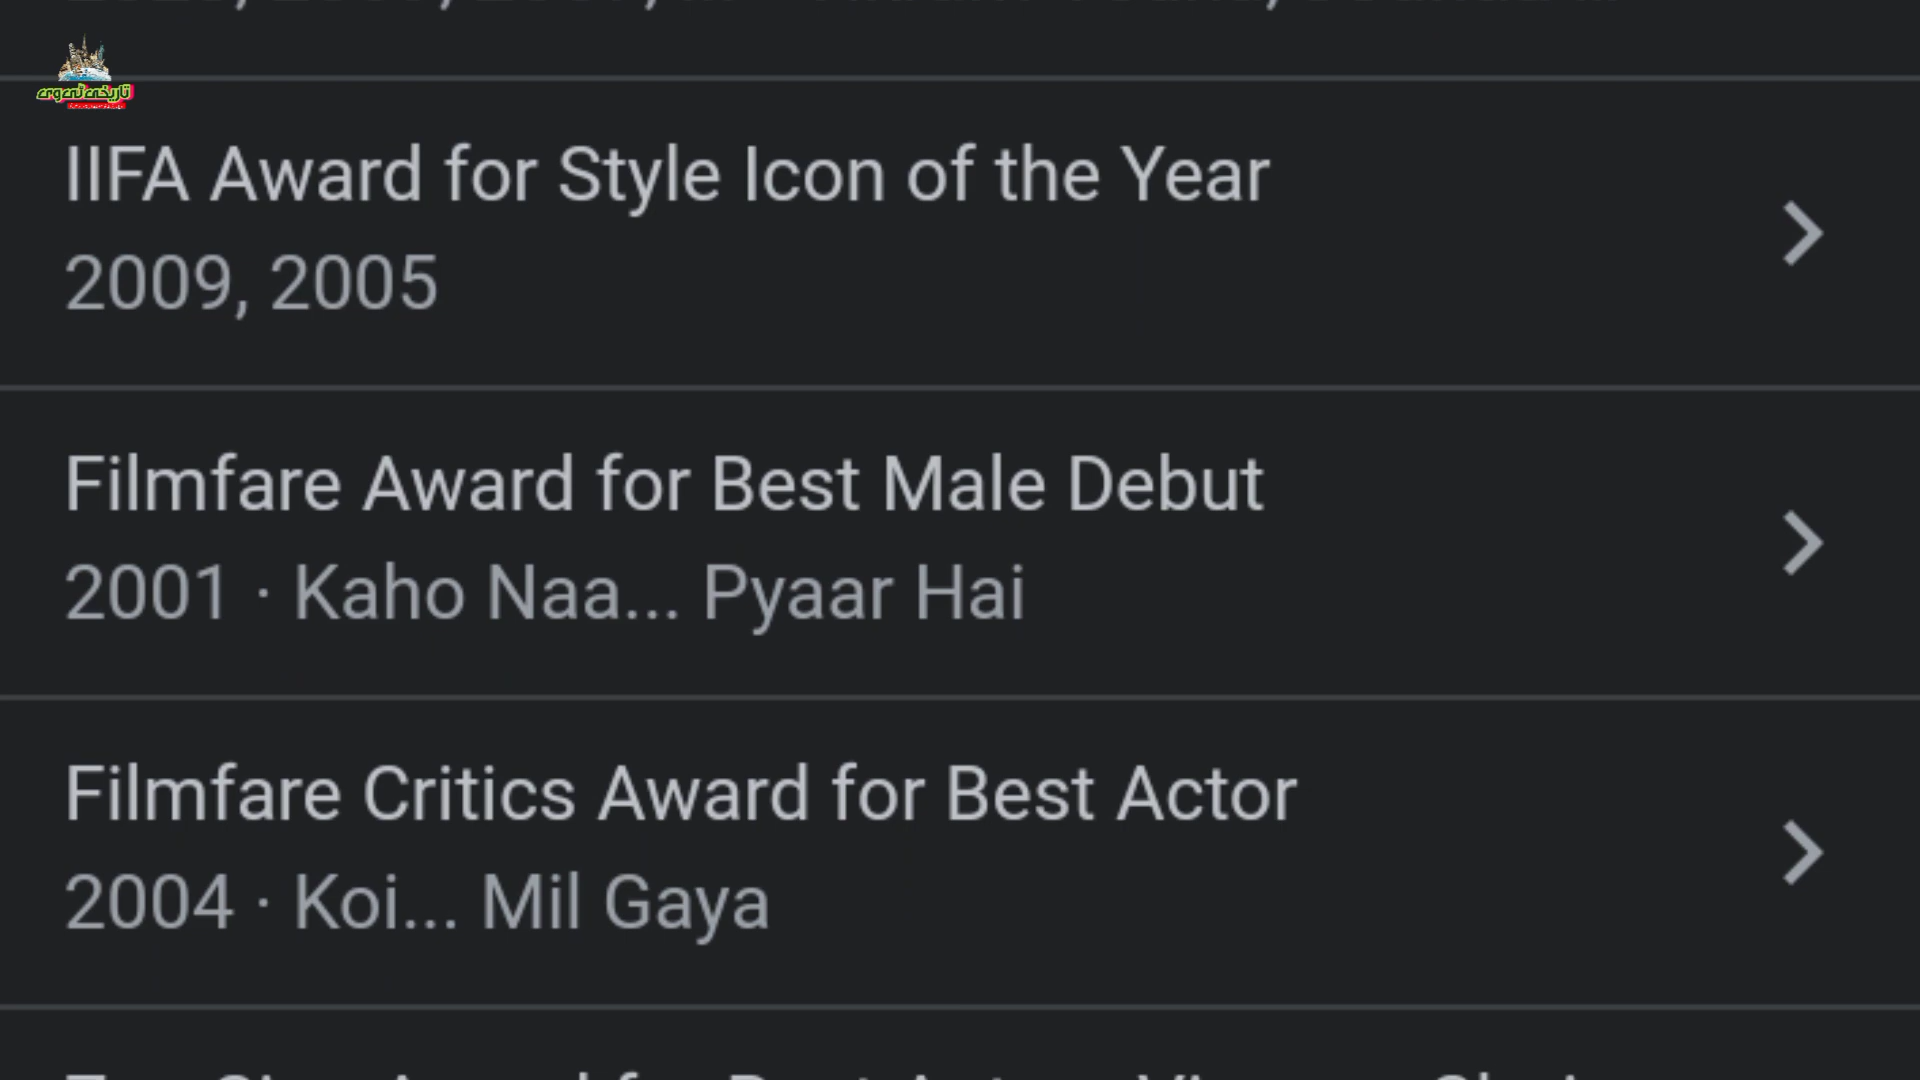 IIFA Award for Style Icon of the Year
2009, 2005
Filmfare Award for Best Male Debut
2001 · Kaho Naa... Pyaar Hai
Filmfare Critics Award for Best Actor
2004 · Koi... Mil Gaya